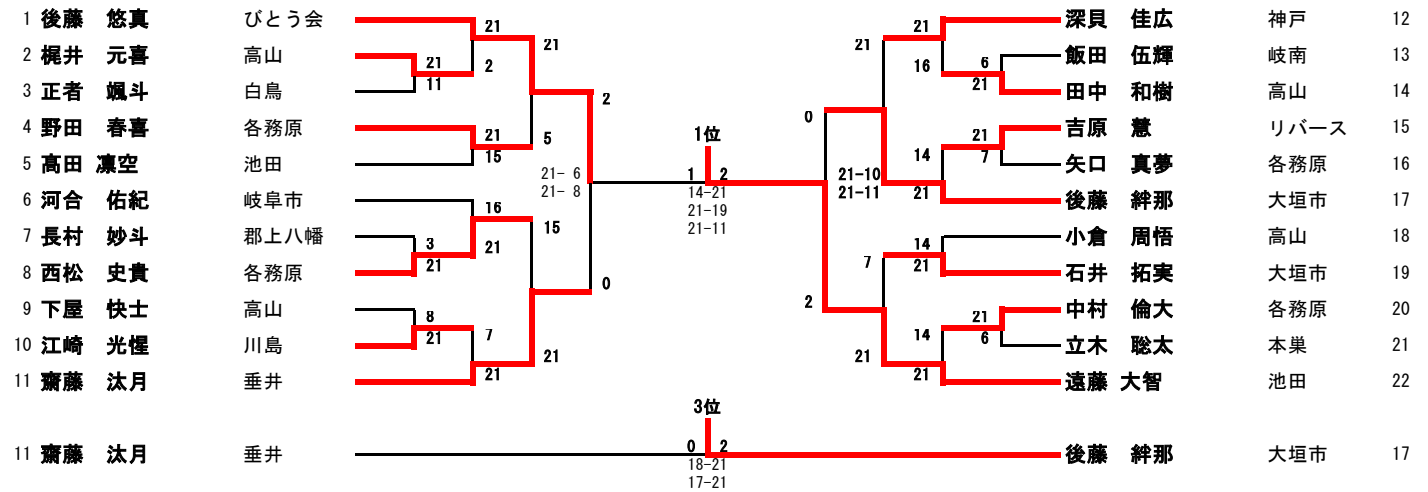 1 後藤　悠真 びとう会 21 21 21 深貝　佳広 神戸 12
2 梶井　元喜 高山 21 2 16 6 飯田　伍輝 岐南 13
3 正者　颯斗 白鳥 11 2 21 田中　和樹 高山 14
4 野田　春喜 各務原 21 5 0 1位 21 吉原　慧 リバース 15
5 髙田 凛空 池田 15 14 7 矢口　真夢 各務原 16
21- 6 1 2 21-10
21- 8 14-21 21-11
6 河合　佑紀 岐阜市 16 21-19 21 後藤　絆那 大垣市 17
15 21-11
7 長村　妙斗 郡上八幡 3 21 14 小倉　周悟 高山 18
8 西松　史貴 各務原 21 0 7 21 石井　拓実 大垣市 19
9 下屋　快士 高山 8 2 21 中村　倫大 各務原 20
10 江崎　光惺 川島 21 7 14 6 立木　聡太 本巣 21
21 21
11 齋藤　汰月 垂井 21 21 遠藤 大智 池田 22
3位
11 齋藤　汰月 垂井 0 2 後藤　絆那 大垣市 17
18-21
17-21